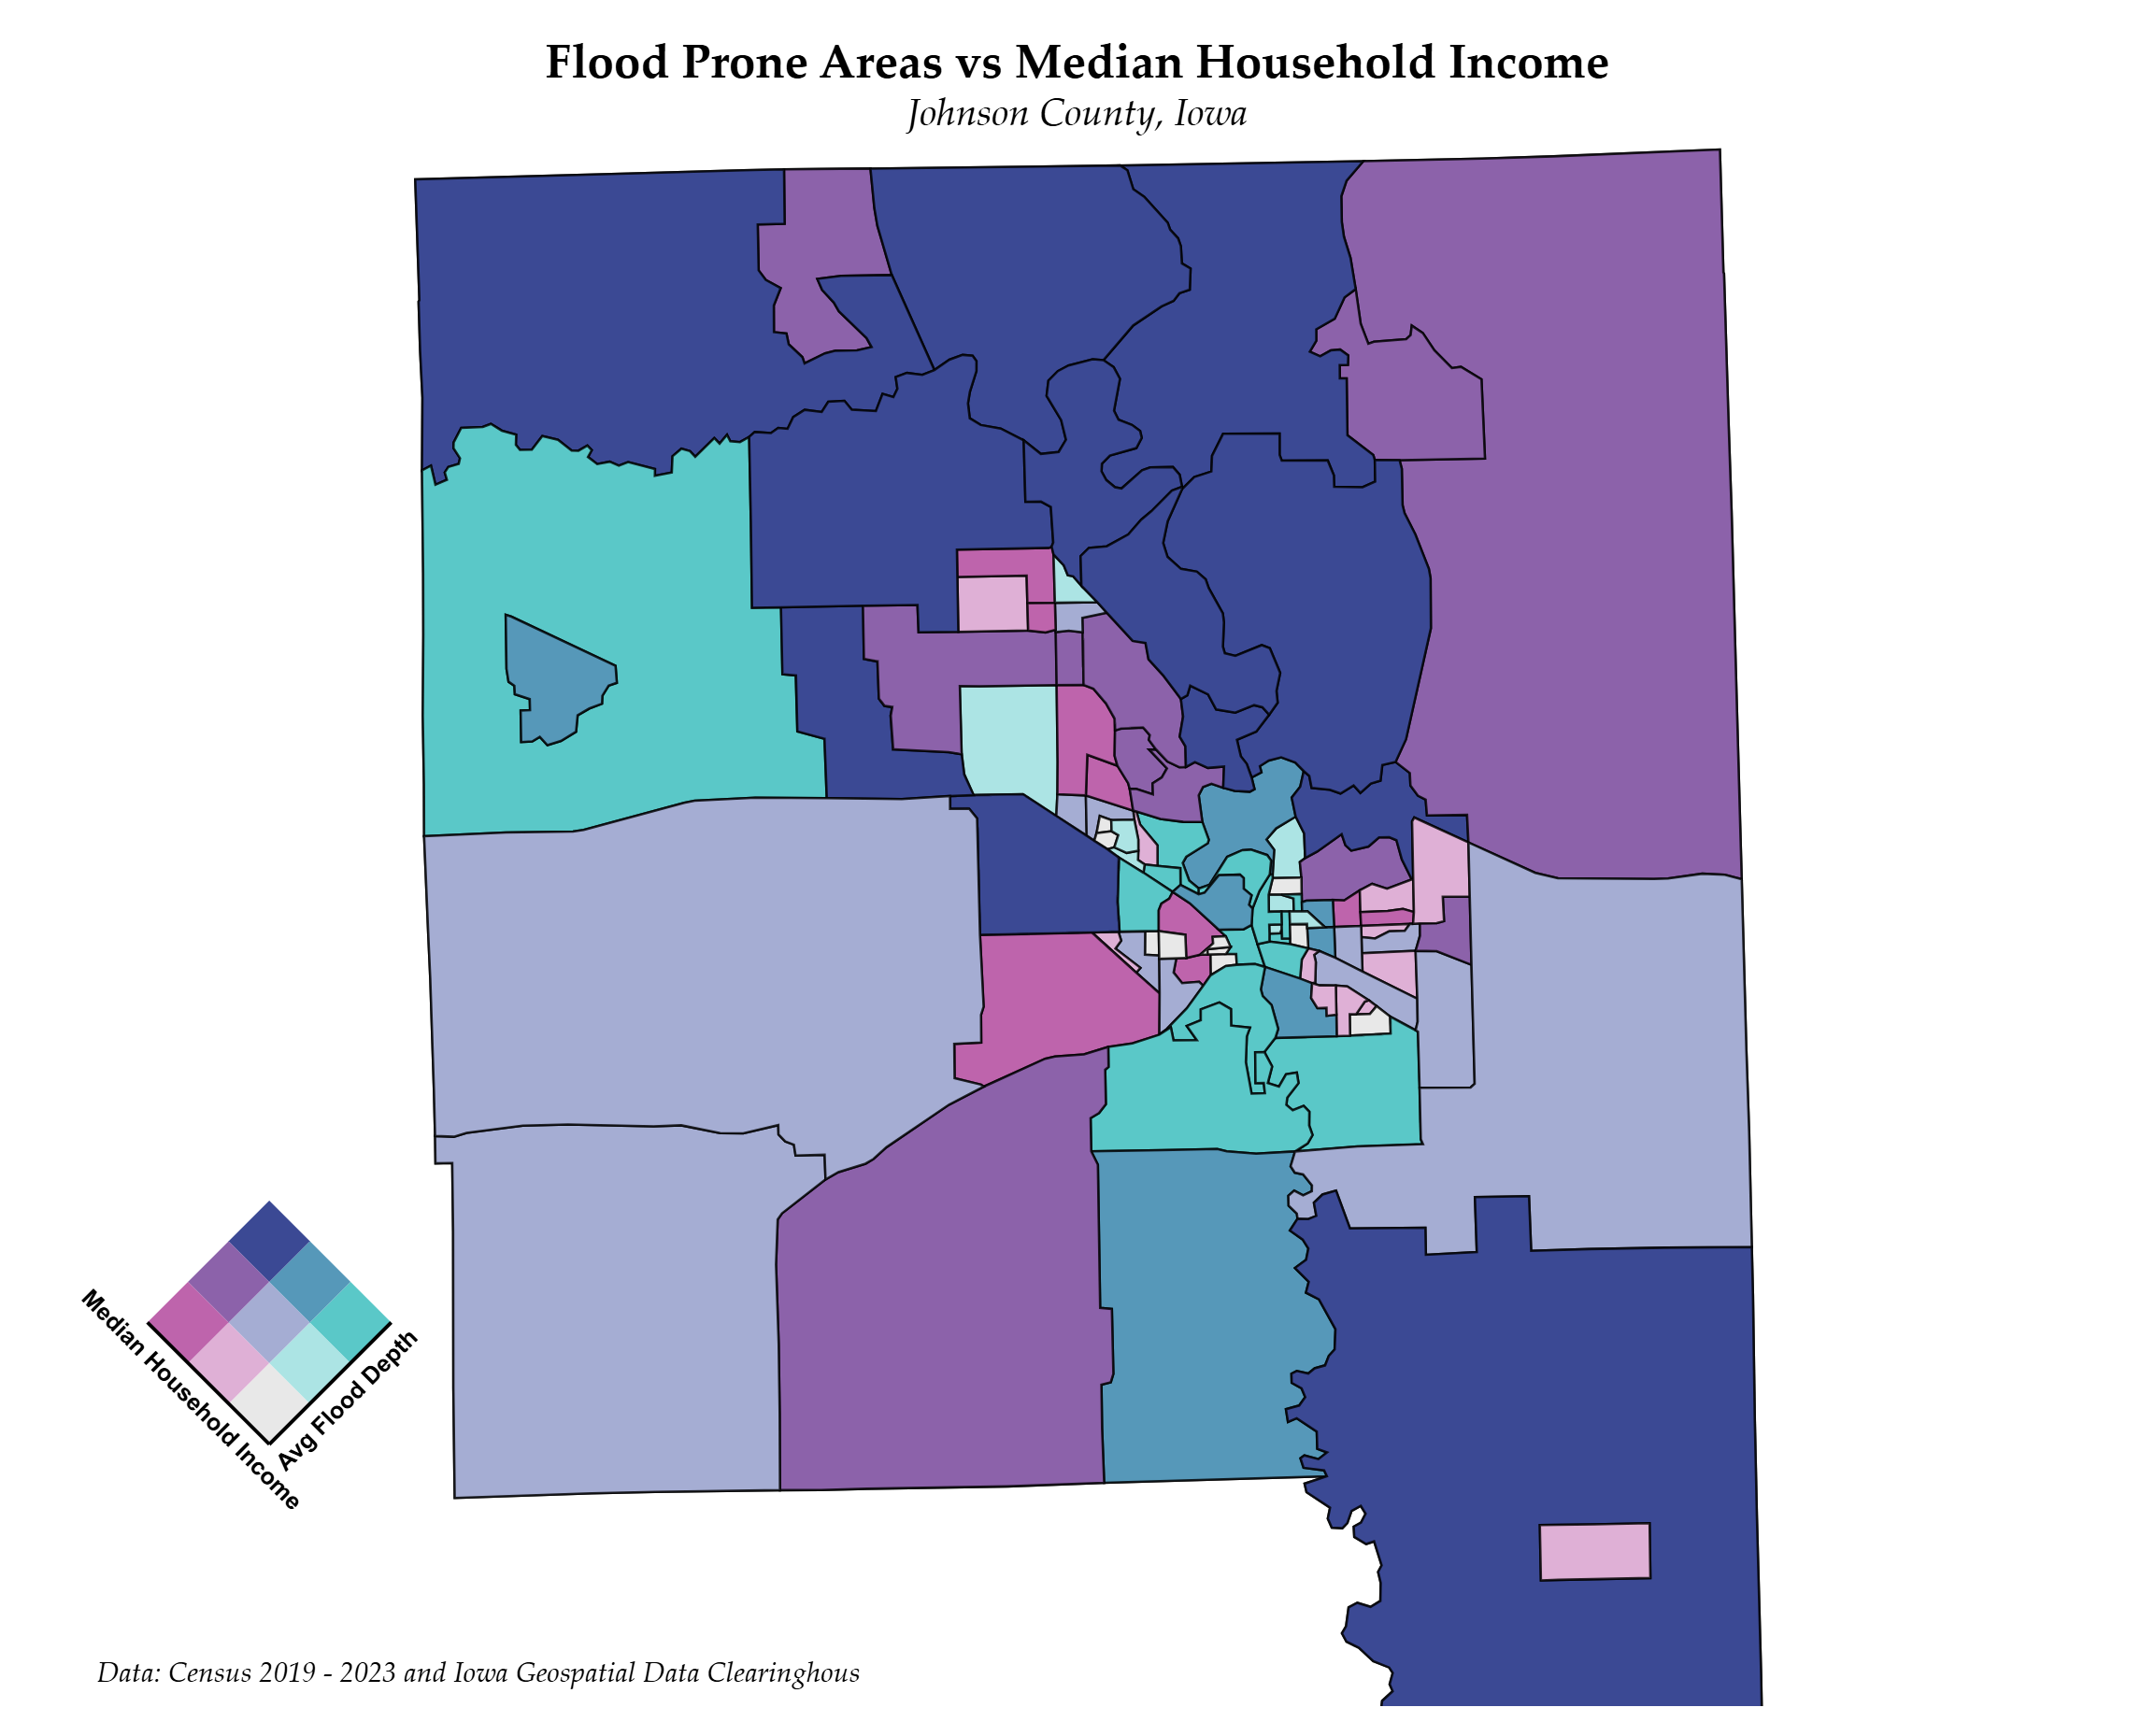 Flood Prone Areas vs Median Household Income
Johnson County, Iowa
Median Household Income
Avg Flood Depth
Data: Census 2019 - 2023 and Iowa Geospatial Data Clearinghous